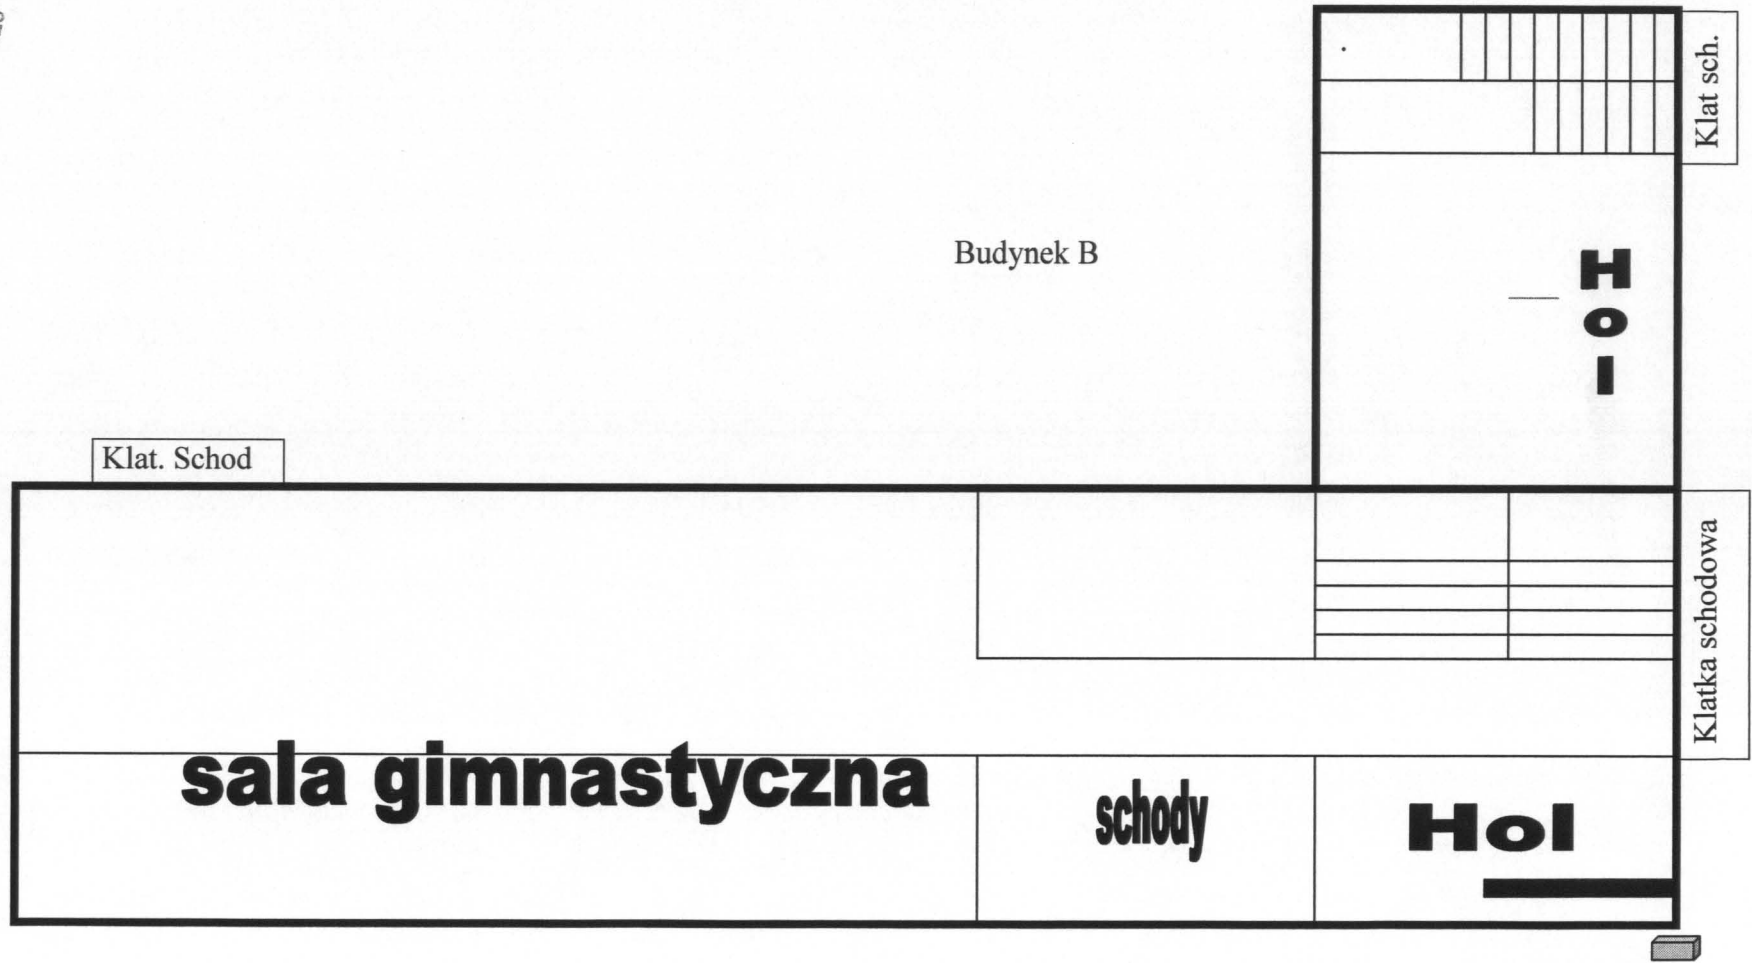 Klat sch.
Budynek B
Hol
Klat. Schod
Klatka schodowa
sala gimnastyczna
schody
Hol